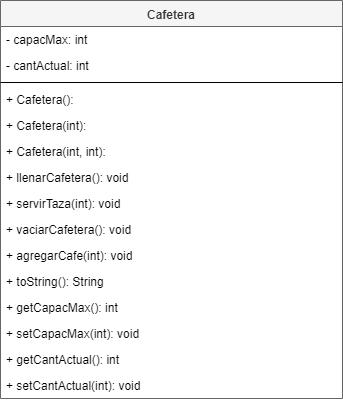 Cafetera
- capacMax: int
- cantActual: int
+ Cafetera():
+ Cafetera(int):
+ Cafetera(int, int):
+ llenarCafetera(): void
+ servirTaza(int): void
+ vaciarCafetera(): void
+ agregarCafe(int): void
+ toString(): String
+ getCapacMax(): int
+ setCapacMax(int): void
+ getCantActual(): int
+ setCantActual(int): void